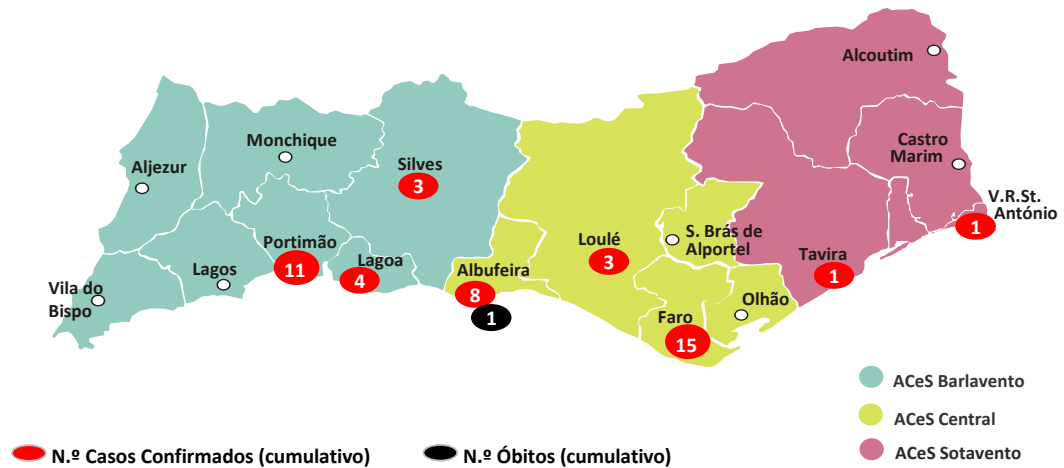 Alcoutim
Monchique
Castro
Marim
Aljezur
Silves
3
V.R.St.
António
1
S. Brás de
Alportel
Loulé
3
Portimão
11
Lagoa
4
Lagos
Albufeira
8
1
Tavira
1
Vila do
Bispo
Olhão
Faro
15
ACeS Barlavento
ACeS Central
ACeS Sotavento
N.º Casos Confirmados (cumulativo)
N.º Óbitos (cumulativo)